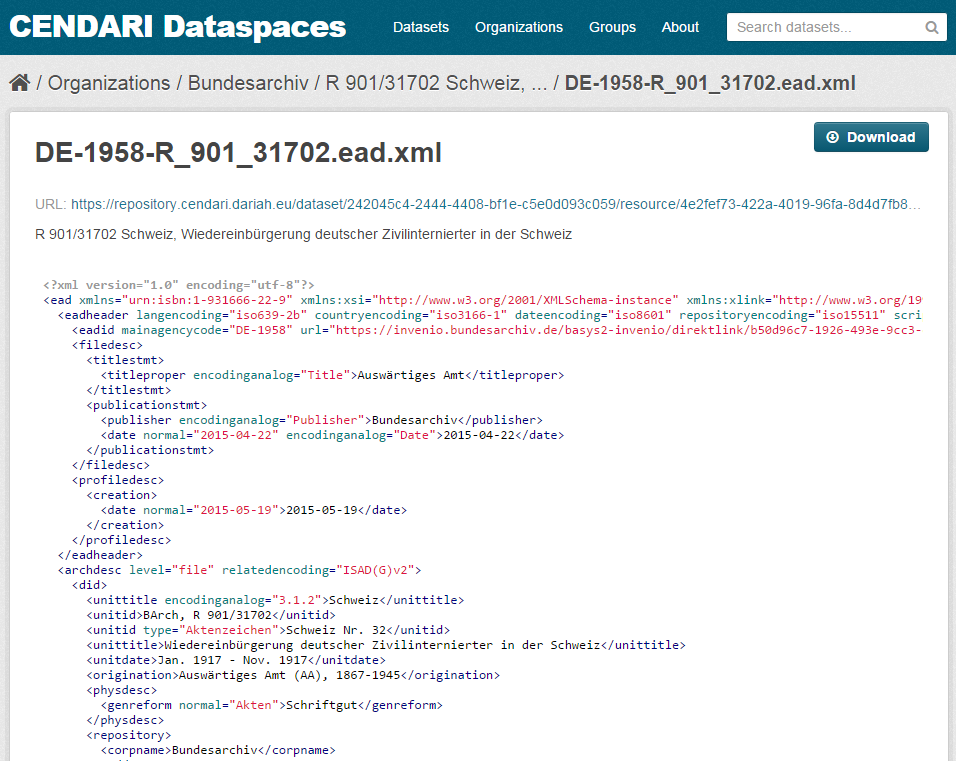 CENDARI Dataspaces
Datasets Organizations Groups About Search datasets...
/ Organizations / Bundesarchiv / R 901/31702 Schweiz, ... / DE-1958-R_901_31702.ead.xml
Download
DE-1958-R_901_31702.ead.xml
URL: https://repository.cendari.dariah.eu/dataset/242045c4-2444-4408-bf1e-c5e0d093c059/resource/4e2fef73-422a-4019-96fa-8d4d7fb8...
R 901/31702 Schweiz, Wiedereinbürgerung deutscher Zivilinternierter in der Schweiz
<?xml version="1.0" encoding="utf-8"?>
<ead xmlns="urn:isbn:1-931666-22-9" xmlns:xsi="http://www.w3.org/2001/XMLSchema-instance" xmlns:xlink="http://www.w3.org/19
<eadheader langencoding="iso639-2b" countryencoding="iso3166-1" dateencoding="iso8601" repositoryencoding="iso15511" scri
<eadid mainagencycode="DE-1958" url="https://invenio.bundesarchiv.de/basys2-invenio/direktlink/b50d96c7-1926-493e-9cc3-
<filedesc>
<titlestmt>
<titleproper encodinganalog="Title">Auswärtiges Amt</titleproper>
</titlestmt>
<publicationstmt>
<publisher encodinganalog="Publisher">Bundesarchiv</publisher>
<date normal="2015-04-22" encodinganalog="Date">2015-04-22</date>
</publicationstmt>
</filedesc>
<profiledesc>
<creation>
<date normal="2015-05-19">2015-05-19</date>
</creation>
</profiledesc>
</eadheader>
<archdesc level="file" relatedencoding="ISAD(G)v2">
<did>
<unittitle encodinganalog="3.1.2">Schweiz</unittitle>
<unitid>BArch, R 901/31702</unitid>
<unitid type="Aktenzeichen">Schweiz Nr. 32</unitid>
<unittitle>Wiedereinbürgerung deutscher Zivilinternierter in der Schweiz</unittitle>
<unitdate>Jan. 1917 - Nov. 1917</unitdate>
<origination>Auswärtiges Amt (AA), 1867-1945</origination>
<physdesc>
<genreform normal="Akten">Schriftgut</genreform>
</physdesc>
<repository>
<corpname>Bundesarchiv</corpname>